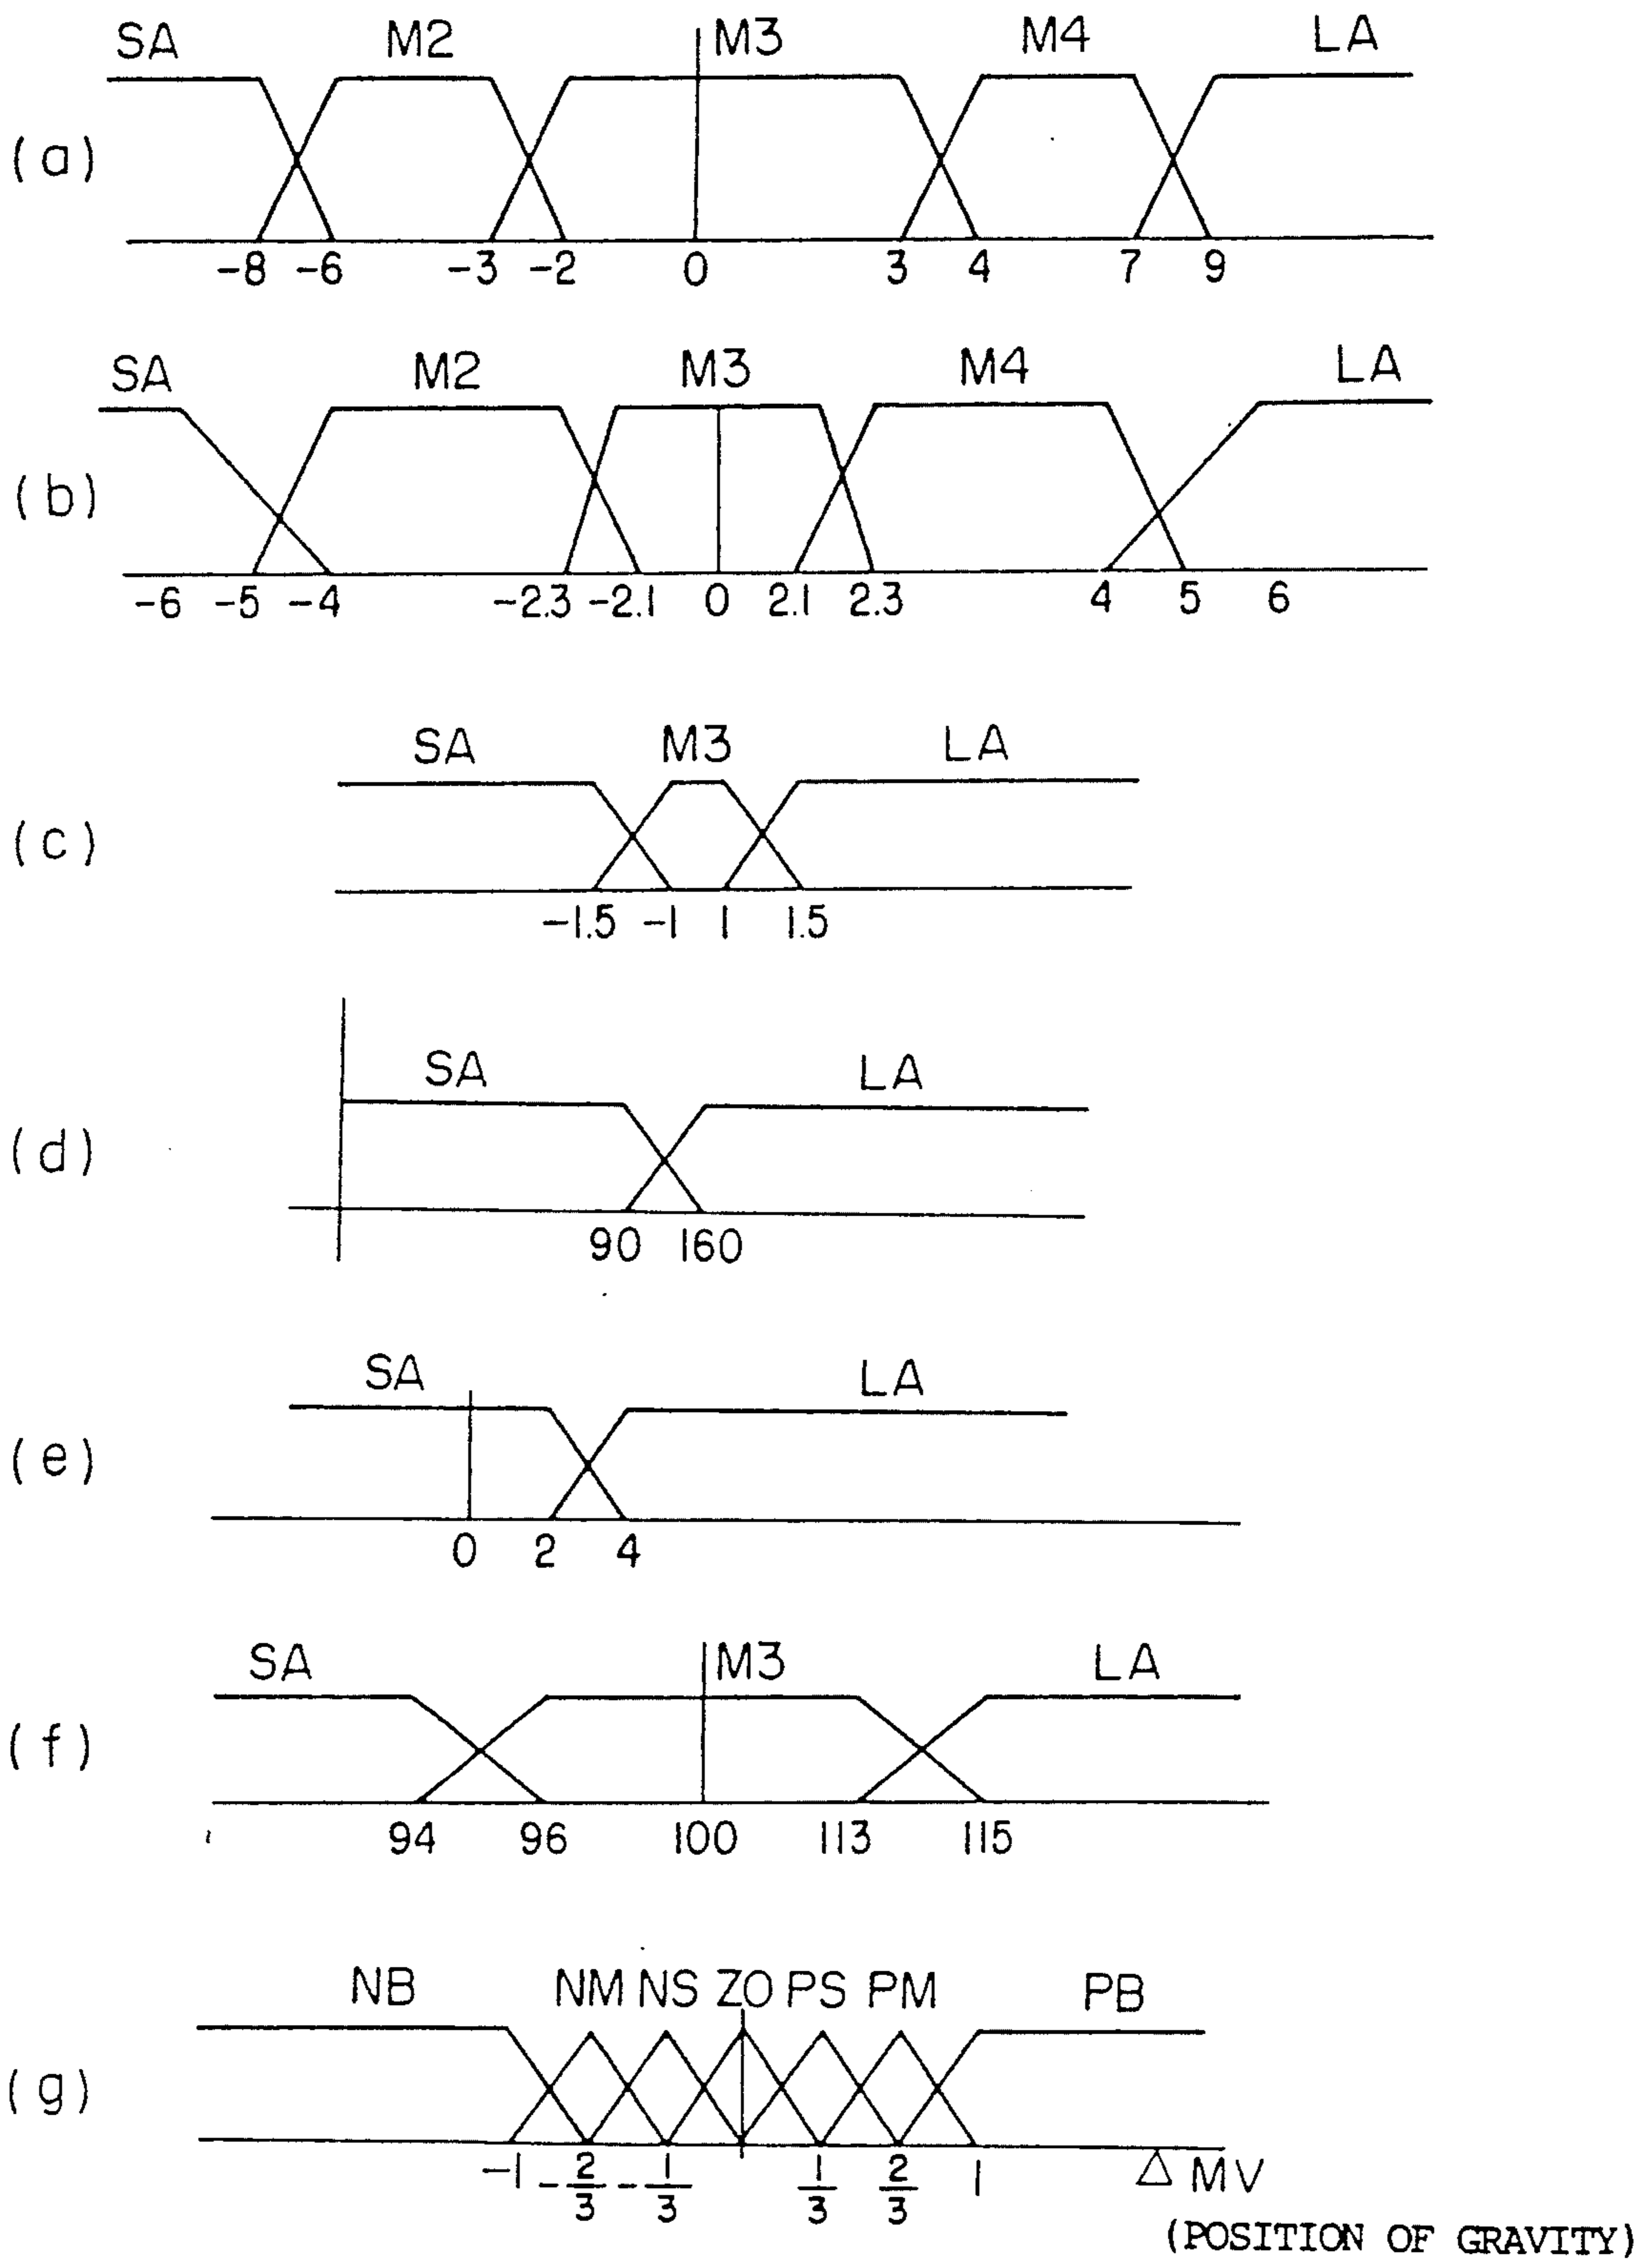 SA M2 M3 M4 LA
(a)
-8 -6 -3 -2 0 3 4 7 9
SA M2 M3 M4 LA
(b)
-6 -5 -4 -2.3 -2.1 0 2.1 2.3 4 5 6
SA M3 LA
(c)
-1.5 -1 1 1.5
SA LA
(d)
90 160
SA LA
(e)
0 2 4
SA M3 LA
(f)
94 96 100 113 115
NB NM NS ZO PS PM PB
(g)
-1 -2/3 -1/3 1/3 2/3 1 △ MV
(POSITION OF GRAVITY)